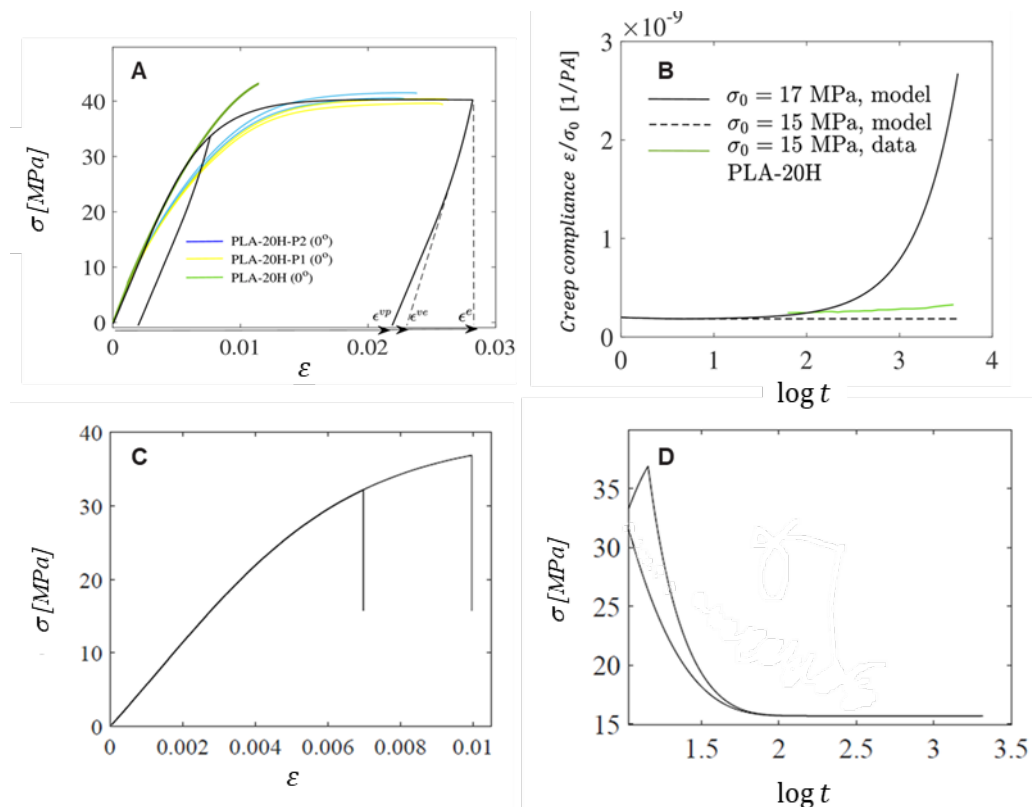 A
σ [MPa]
40
30
20
10
0
PLA-20H-P2 (0°)
PLA-20H-P1 (0°)
PLA-20H (0°)
ϵ^vp
ϵ^ve
ϵ^e
0 0.01 0.02 0.03
ε
×10⁻⁹
B
Creep compliance ε/σ₀ [1/PA]
3
2
1
0
σ₀ = 17 MPa, model
σ₀ = 15 MPa, model
σ₀ = 15 MPa, data
PLA-20H
0 1 2 3 4
log t
C
σ [MPa]
40
30
20
10
0
0 0.002 0.004 0.006 0.008 0.01
ε
D
σ [MPa]
35
30
25
20
15
1.5 2 2.5 3 3.5
log t